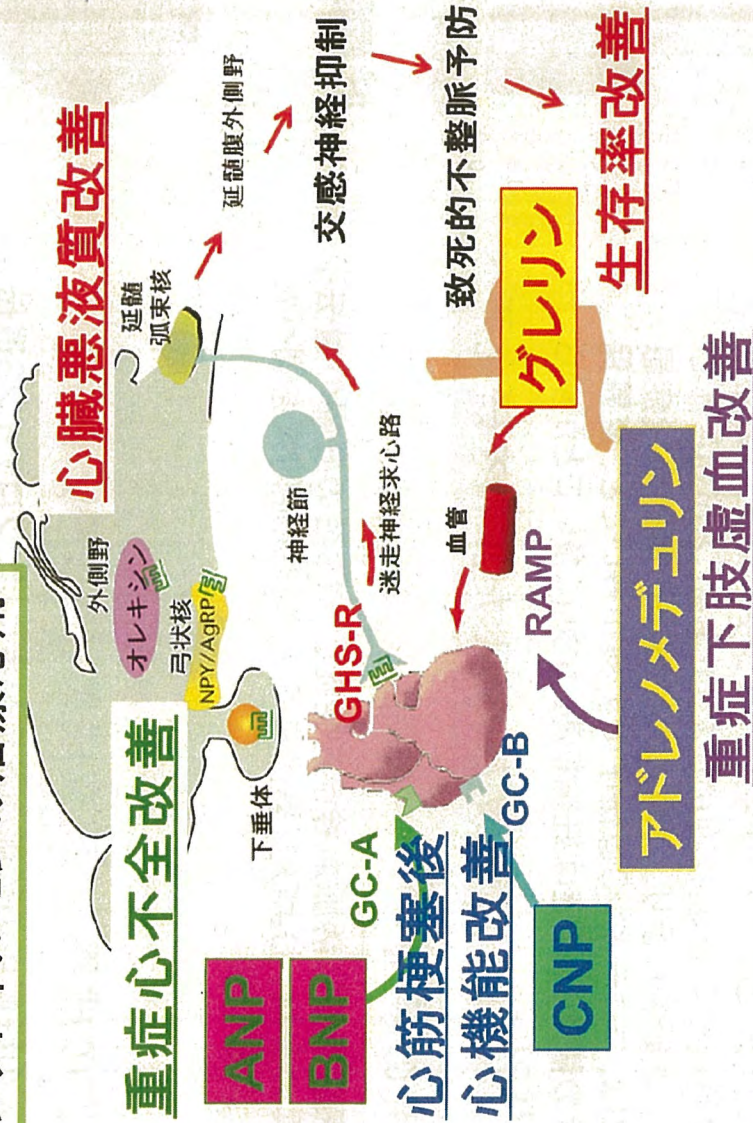 重症心不全改善
心臓悪液質改善
外側野
オレキシン
弓状核
NPY//AgRP
下垂体
延髄
弧束核
延髄腹外側野
交感神経抑制
致死的不整脈予防
生存率改善
神経節
迷走神経求心路
GHS-R
血管
グレリン
ANP
BNP
GC-A
心筋梗塞後
心機能改善
GC-B
CNP
RAMP
アドレノメデュリン
重症下肢虚血改善